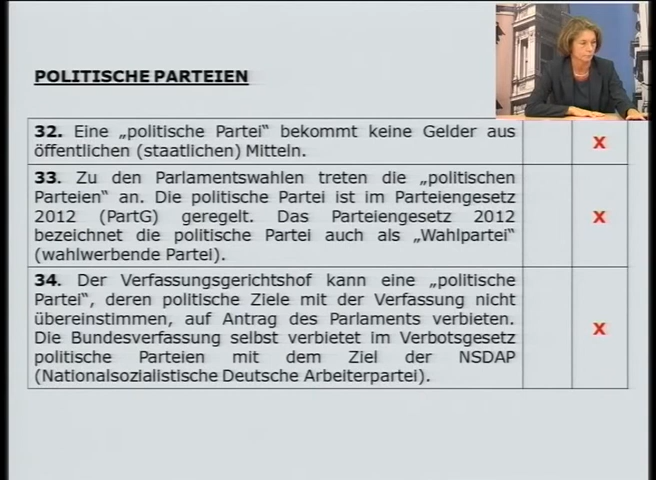 POLITISCHE PARTEIEN
32. Eine „politische Partei“ bekommt keine Gelder aus
öffentlichen (staatlichen) Mitteln.
X
33. Zu den Parlamentswahlen treten die „politischen
Parteien“ an. Die politische Partei ist im Parteiengesetz
2012 (PartG) geregelt. Das Parteiengesetz 2012
bezeichnet die politische Partei auch als „Wahlpartei“
(wahlwerbende Partei).
X
34. Der Verfassungsgerichtshof kann eine „politische
Partei“, deren politische Ziele mit der Verfassung nicht
übereinstimmen, auf Antrag des Parlaments verbieten.
Die Bundesverfassung selbst verbietet im Verbotsgesetz
politische Parteien mit dem Ziel der NSDAP
(Nationalsozialistische Deutsche Arbeiterpartei).
X